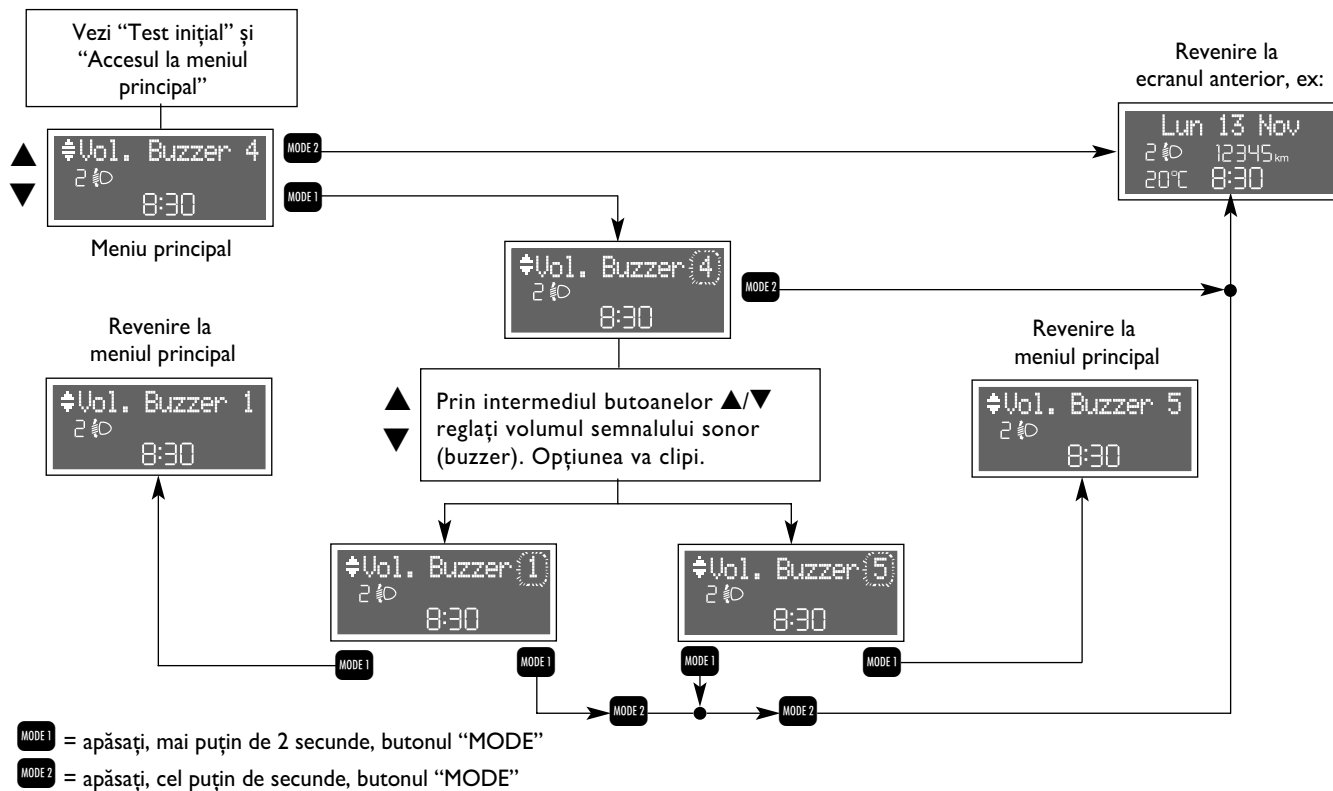 Vezi “Test inițial” și
“Accesul la meniul
principal”
Revenire la
ecranul anterior, ex:
Vol. Buzzer 4
2
8:30
MODE 2
MODE 1
Lun 13 Nov
2 12345 km
20°C 8:30
Meniu principal
Vol. Buzzer 4
2
8:30
MODE 2
Revenire la
meniul principal
Revenire la
meniul principal
Vol. Buzzer 1
2
8:30
Prin intermediul butoanelor ▲/▼
reglați volumul semnalului sonor
(buzzer). Opțiunea va clipi.
Vol. Buzzer 5
2
8:30
Vol. Buzzer 1
2
8:30
Vol. Buzzer 5
2
8:30
MODE 1
MODE 1
MODE 1
MODE 1
MODE 2
MODE 2
MODE 1 = apăsați, mai puțin de 2 secunde, butonul “MODE”
MODE 2 = apăsați, cel puțin de secunde, butonul “MODE”